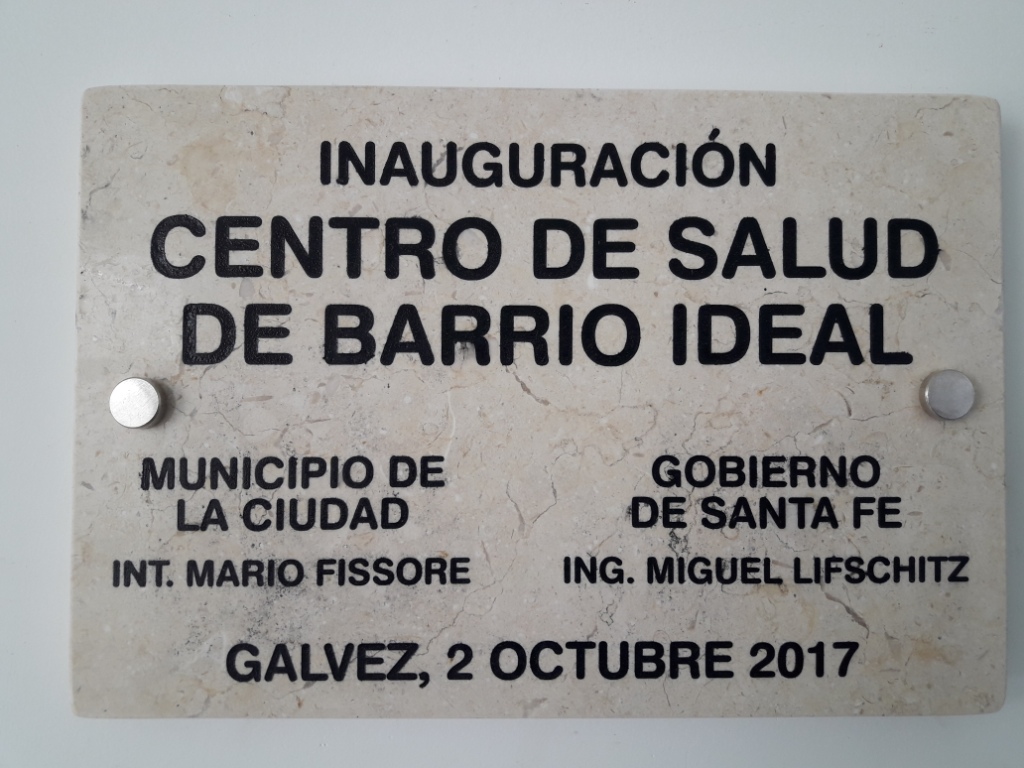 INAUGURACIÓN
CENTRO DE SALUD
DE BARRIO IDEAL
MUNICIPIO DE
LA CIUDAD
INT. MARIO FISSORE
GOBIERNO
DE SANTA FE
ING. MIGUEL LIFSCHITZ
GALVEZ, 2 OCTUBRE 2017